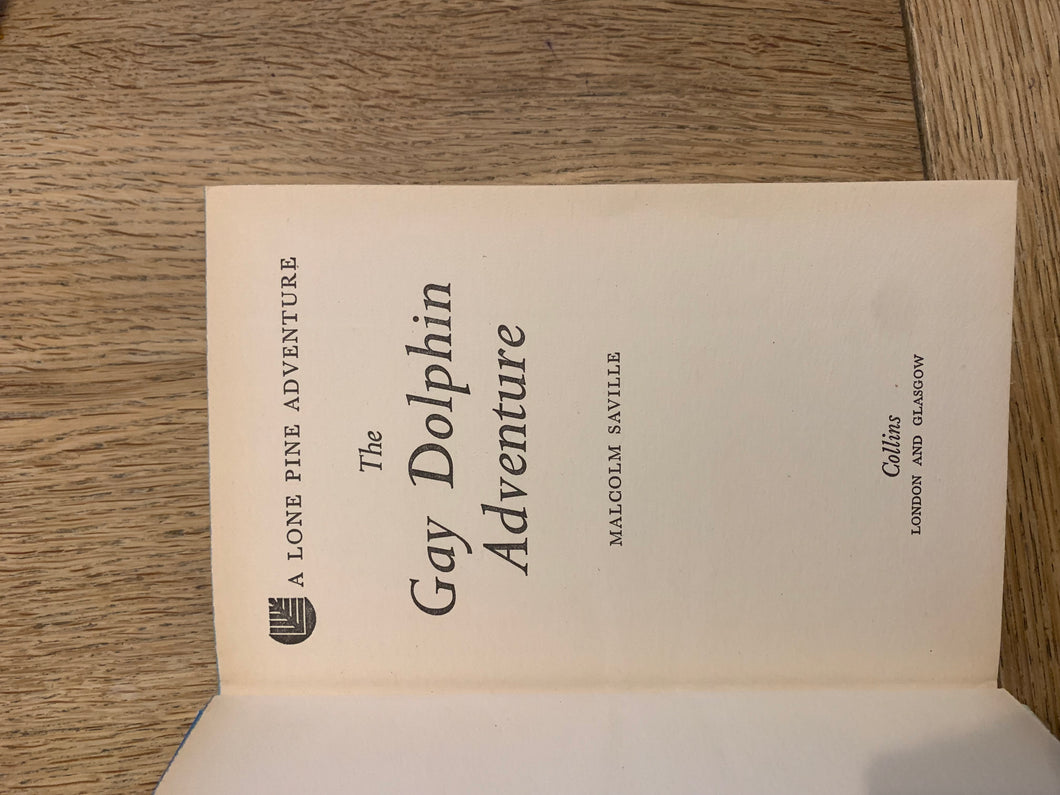 A LONE PINE ADVENTURE
The
Gay Dolphin
Adventure
MALCOLM SAVILLE
Collins
LONDON AND GLASGOW